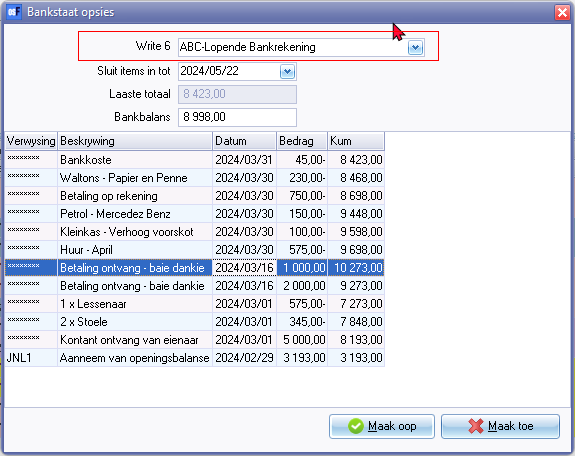 Bankstaat opsies
Write 6 ABC-Lopende Bankrekening
Sluit items in tot 2024/05/22
Laaste totaal 8 423,00
Bankbalans 8 998,00
Verwysing Beskrywing Datum Bedrag Kum
******** Bankkoste 2024/03/31 45,00- 8 423,00
******** Waltons - Papier en Penne 2024/03/30 230,00- 8 468,00
******** Betaling op rekening 2024/03/30 750,00- 8 698,00
******** Petrol - Mercedez Benz 2024/03/30 150,00- 9 448,00
******** Kleinkas - Verhoog voorskot 2024/03/30 100,00- 9 598,00
******** Huur - April 2024/03/30 575,00- 9 698,00
******** Betaling ontvang - baie dankie 2024/03/16 1 000,00 10 273,00
******** Betaling ontvang - baie dankie 2024/03/16 2 000,00 9 273,00
******** 1 x Lessenaar 2024/03/01 575,00- 7 273,00
******** 2 x Stoele 2024/03/01 345,00- 7 848,00
******** Kontant ontvang van eienaar 2024/03/01 5 000,00 8 193,00
JNL1 Aanneem van openingsbalanse 2024/02/29 3 193,00 3 193,00
Maak oop Maak toe